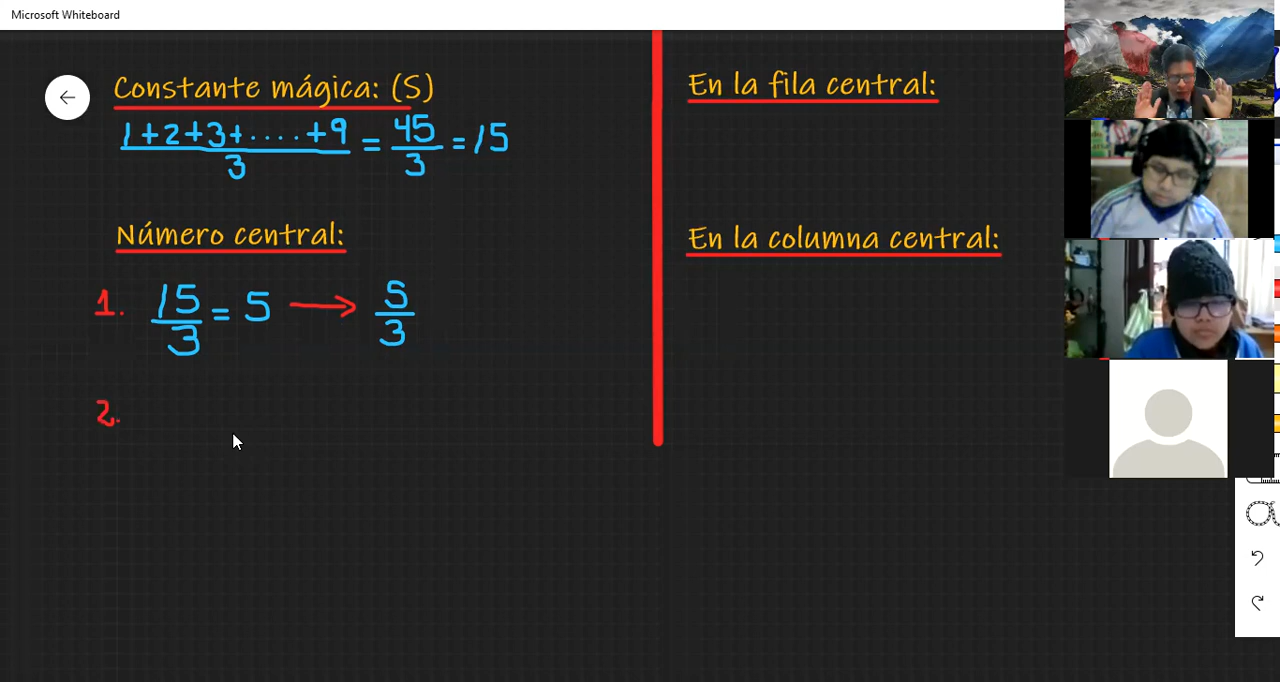 Microsoft Whiteboard
Constante mágica: (S)
1+2+3+.....+9 / 3 = 45/3 = 15
Número central:
1. 15/3 = 5 → S/3
2.
En la fila central:
En la columna central: